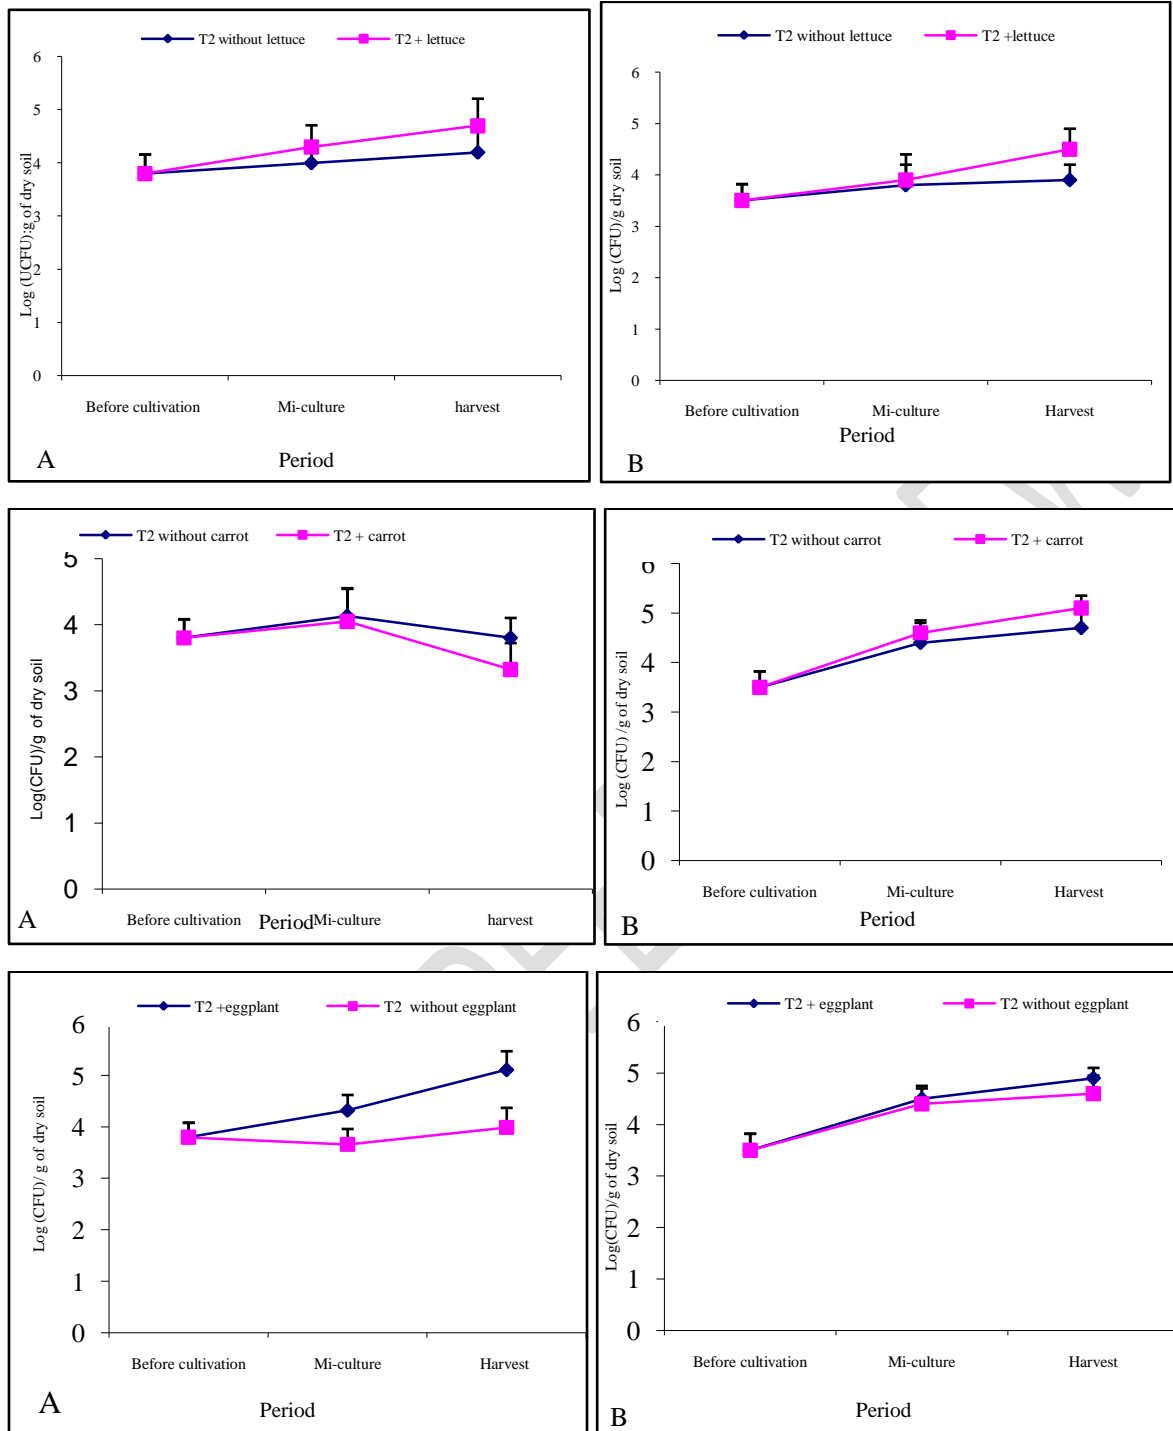 T2 without lettuce T2 + lettuce
6
5
4
3
2
1
0
Log (UCFU):g of dry soil
Before cultivation Mi-culture harvest
A Period
T2 without lettuce T2 +lettuce
6
5
4
3
2
1
0
Log (CFU)/g dry soil
Before cultivation Mi-culture Harvest
Period
B
T2 without carrot T2 + carrot
5
4
3
2
1
0
Log(CFU)/g of dry soil
Before cultivation Mi-culture harvest
A Period
T2 without carrot T2 + carrot
6
5
4
3
2
1
0
Log (CFU) /g of dry soil
Before cultivation Mi-culture Harvest
Period
B
T2 +eggplant T2 without eggplant
6
5
4
3
2
1
0
Log (CFU)/ g of dry soil
Before cultivation Mi-culture Harvest
A Period
T2 + eggplant T2 without eggplant
6
5
4
3
2
1
0
Log(CFU)/g of dry soil
Before cultivation Mi-culture Harvest
Period
B